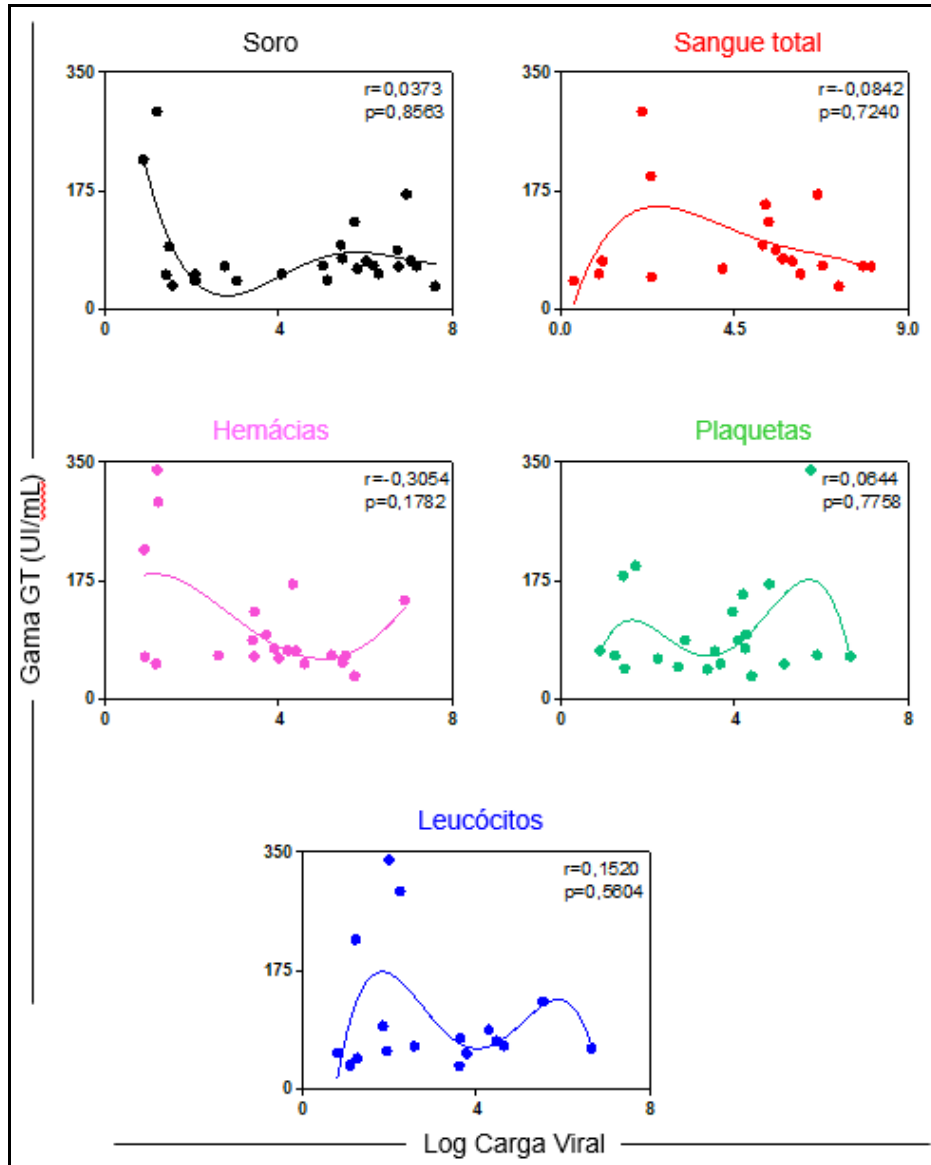 Soro
350
175
0
0
4
8
r=0,0373
p=0,8563
Sangue total
350
175
0
0.0
4.5
9.0
r=-0,0842
p=0,7240
Hemácias
350
175
0
0
4
8
r=-0,3054
p=0,1782
Plaquetas
350
175
0
0
4
8
r=0,0644
p=0,7758
Leucócitos
350
175
0
0
4
8
r=0,1520
p=0,5604
Gama GT (UI/mL)
Log Carga Viral